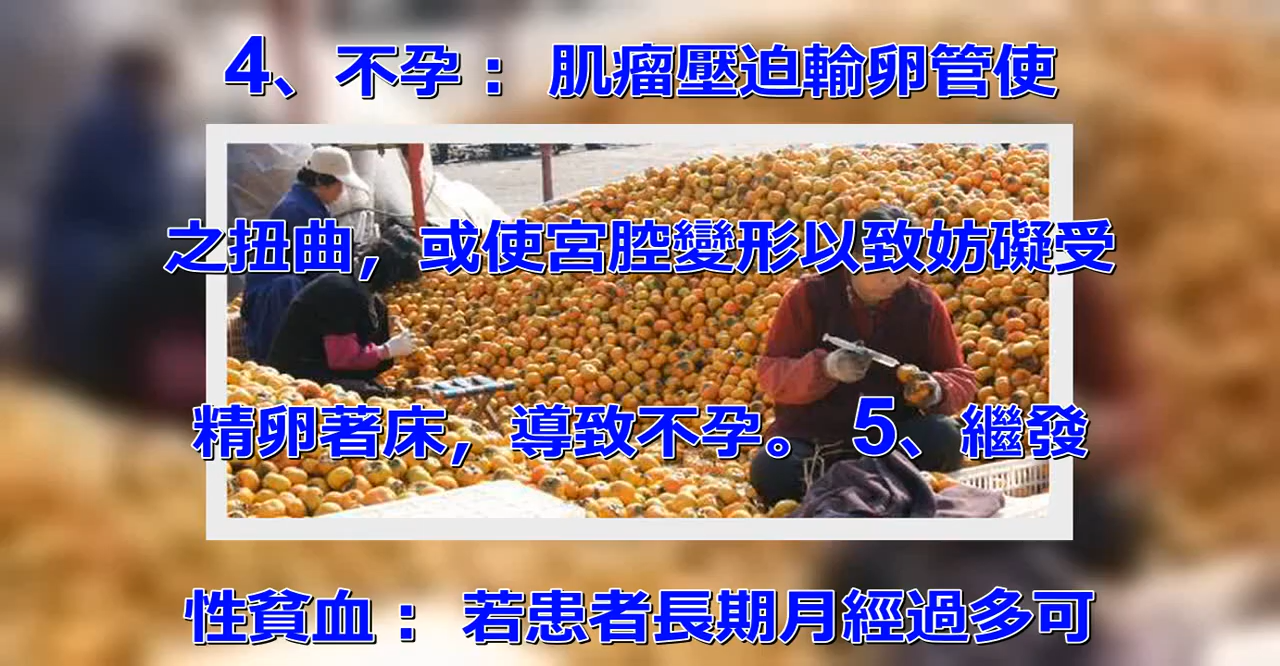 4、不孕： 肌瘤壓迫輸卵管使
之扭曲，或使宮腔變形以致妨礙受
精卵著床，導致不孕。 5、繼發
性貧血： 若患者長期月經過多可